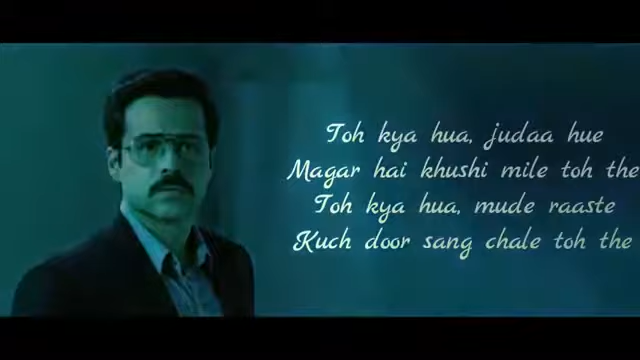 Toh kya hua, judaa hue
Magar hai khushi mile toh the
Toh kya hua, mude raaste
Kuch door sang chale toh the